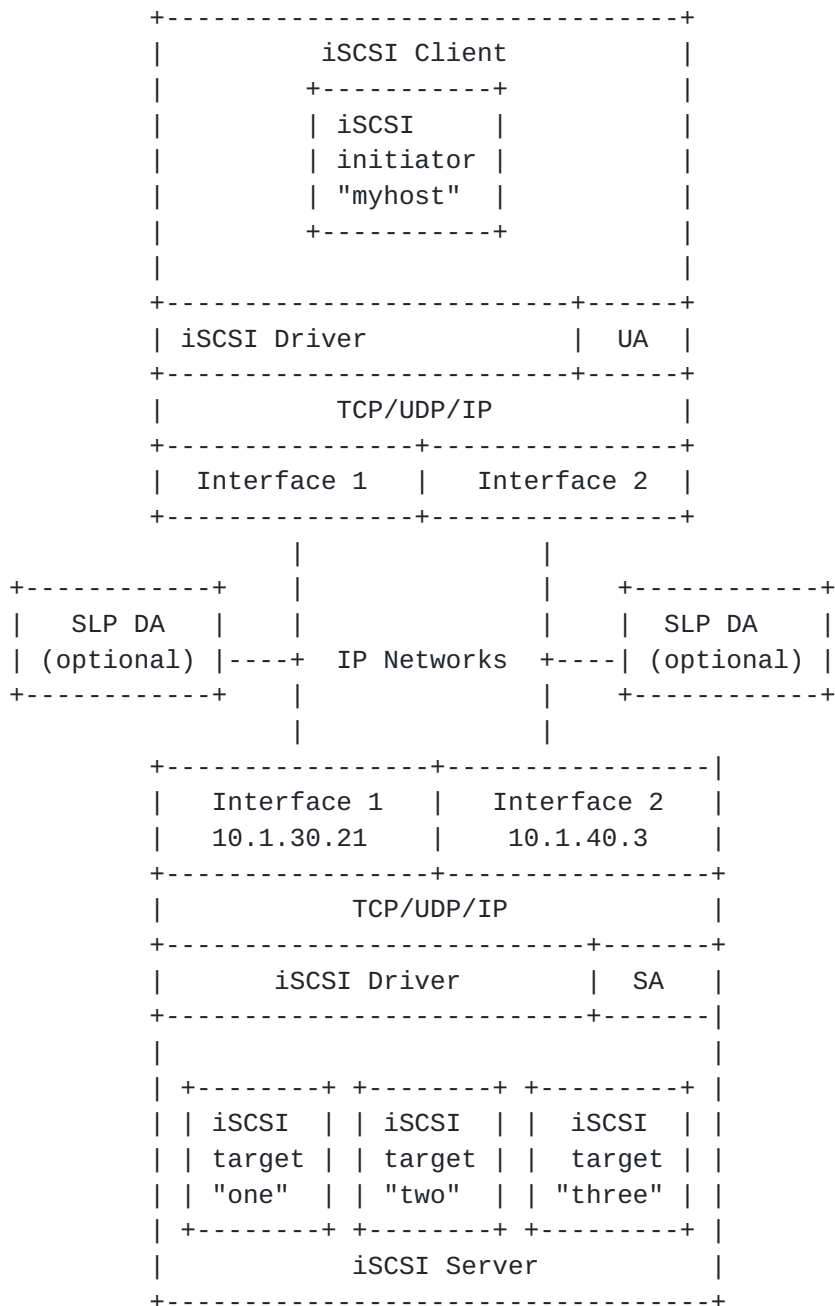 iSCSI Client
iSCSI
initiator
"myhost"
iSCSI Driver | UA
TCP/UDP/IP
Interface 1 | Interface 2
SLP DA
(optional)
IP Networks
SLP DA
(optional)
Interface 1 | Interface 2
10.1.30.21 | 10.1.40.3
TCP/UDP/IP
iSCSI Driver | SA
iSCSI | | iSCSI | | iSCSI
target | | target | | target
"one" | | "two" | | "three"
iSCSI Server